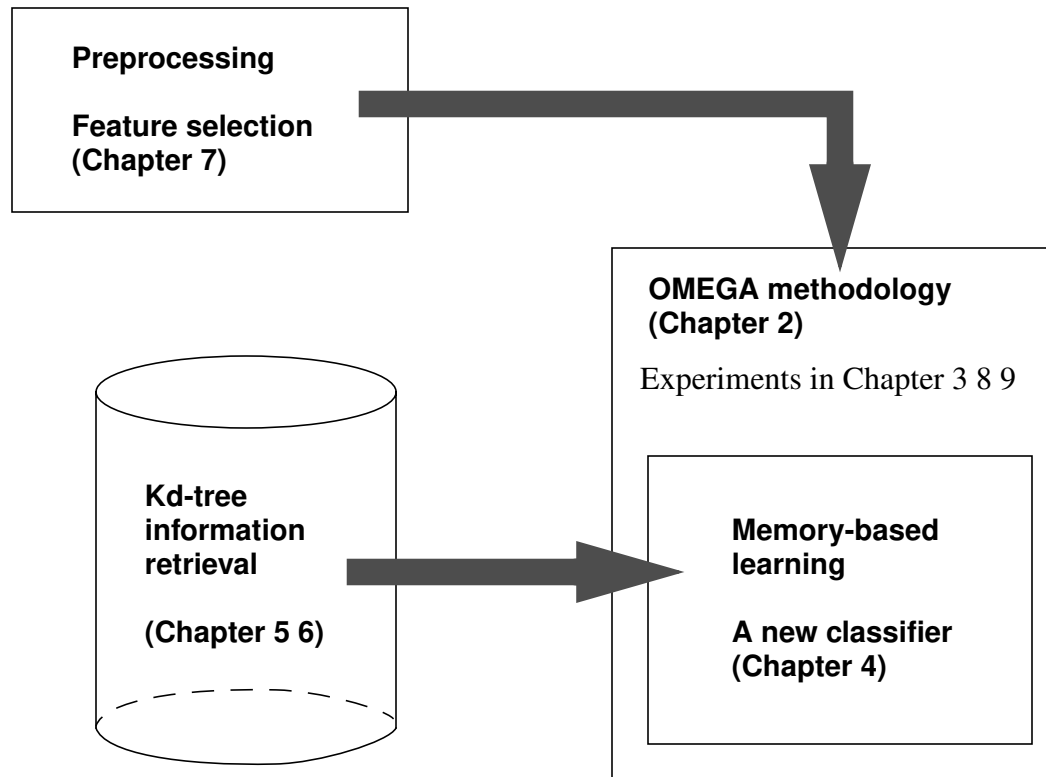 Preprocessing
Feature selection
(Chapter 7)
OMEGA methodology
(Chapter 2)
Experiments in Chapter 3 8 9
Kd-tree
information
retrieval
(Chapter 5 6)
Memory-based
learning
A new classifier
(Chapter 4)